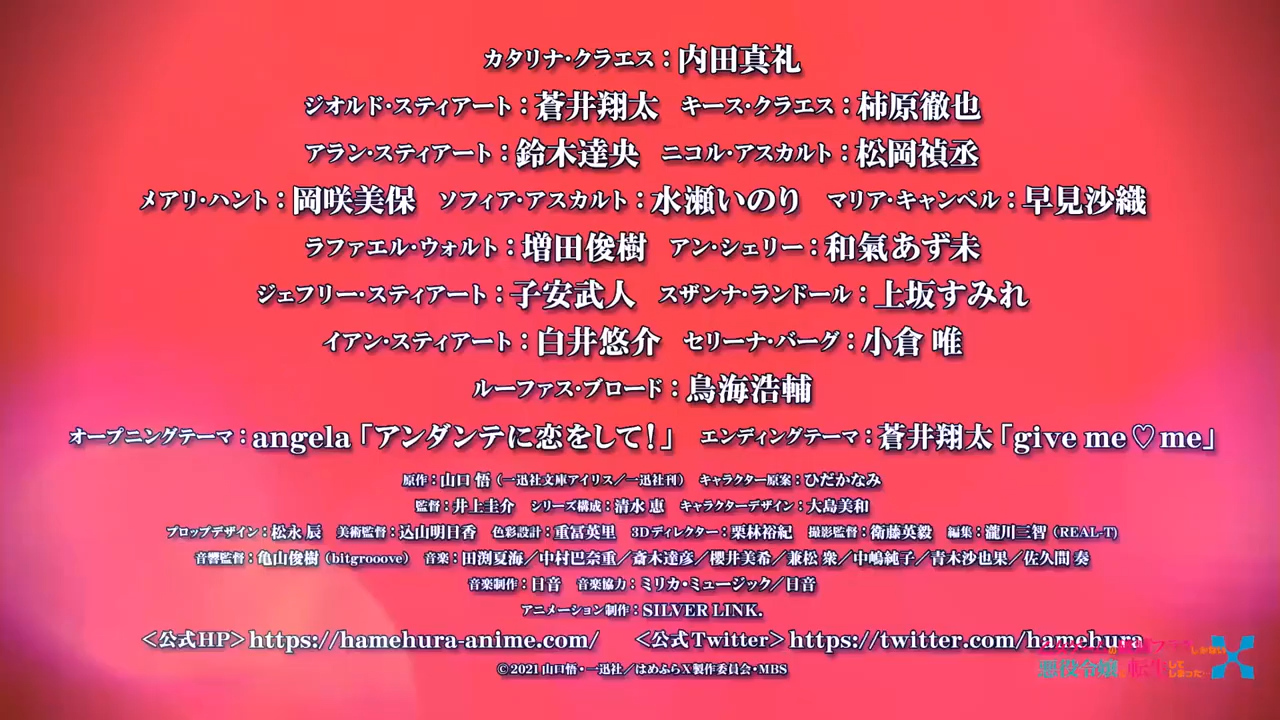 カタリナ・クラエス：内田真礼
ジオルド・スティアート：蒼井翔太　キース・クラエス：柿原徹也
アラン・スティアート：鈴木達央　ニコル・アスカルト：松岡禎丞
メアリ・ハント：岡咲美保　ソフィア・アスカルト：水瀬いのり　マリア・キャンベル：早見沙織
ラファエル・ウォルト：増田俊樹　アン・シェリー：和氣あず未
ジェフリー・スティアート：子安武人　スザンナ・ランドール：上坂すみれ
イアン・スティアート：白井悠介　セリーナ・バーグ：小倉 唯
ルーファス・ブロード：鳥海浩輔
オープニングテーマ：angela「アンダンテに恋をして！」　エンディングテーマ：蒼井翔太「give me♡me」
原作：山口 悟（一迅社文庫アイリス／一迅社刊）　キャラクター原案：ひだかなみ
監督：井上圭介　シリーズ構成：清水 恵　キャラクターデザイン：大島美和
プロップデザイン：松永 辰　美術監督：込山明日香　色彩設計：重冨英里　3Dディレクター：栗林裕紀　撮影監督：衛藤英毅　編集：瀧川三智（REAL-T）
音響監督：亀山俊樹（bitgrooove）　音楽：田渕夏海／中村巴奈重／斎木達彦／櫻井美希／兼松 衆／中嶋純子／青木沙也果／佐久間 奏
音楽制作：日音　音楽協力：ミリカ・ミュージック／日音
アニメーション制作：SILVER LINK.
＜公式HP＞https://hamehura-anime.com/　＜公式Twitter＞https://twitter.com/hamehura
©2021 山口悟・一迅社／はめふらX製作委員会・MBS
悪役令嬢に転生してしまった…X